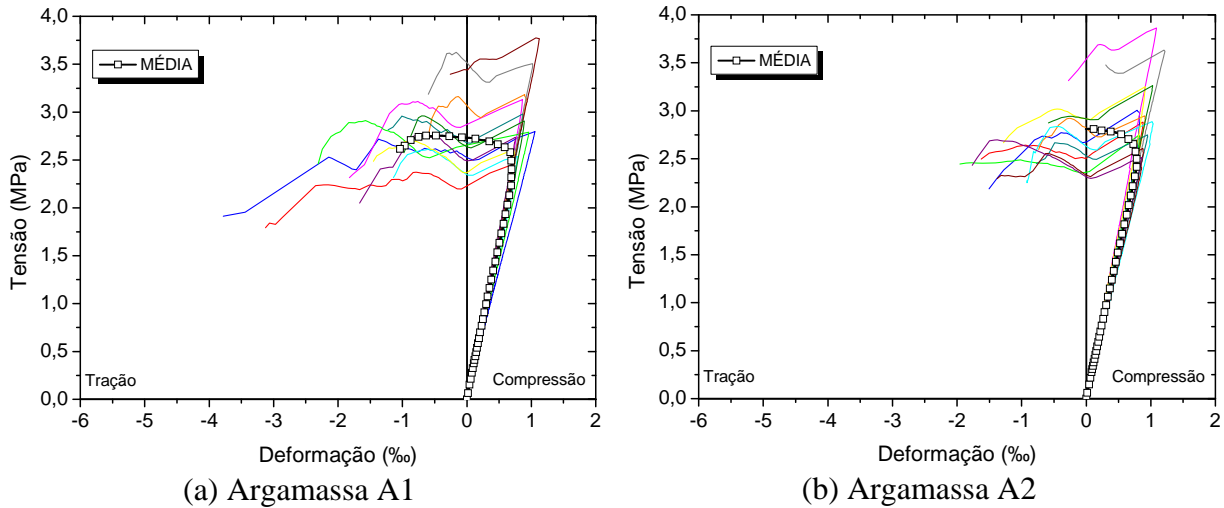 MÉDIA
Tensão (MPa)
4,0
3,5
3,0
2,5
2,0
1,5
1,0
0,5
0,0
Tração
Compressão
-6 -5 -4 -3 -2 -1 0 1 2
Deformação (‰)
(a) Argamassa A1
MÉDIA
Tensão (MPa)
4,0
3,5
3,0
2,5
2,0
1,5
1,0
0,5
0,0
Tração
Compressão
-6 -5 -4 -3 -2 -1 0 1 2
Deformação (‰)
(b) Argamassa A2